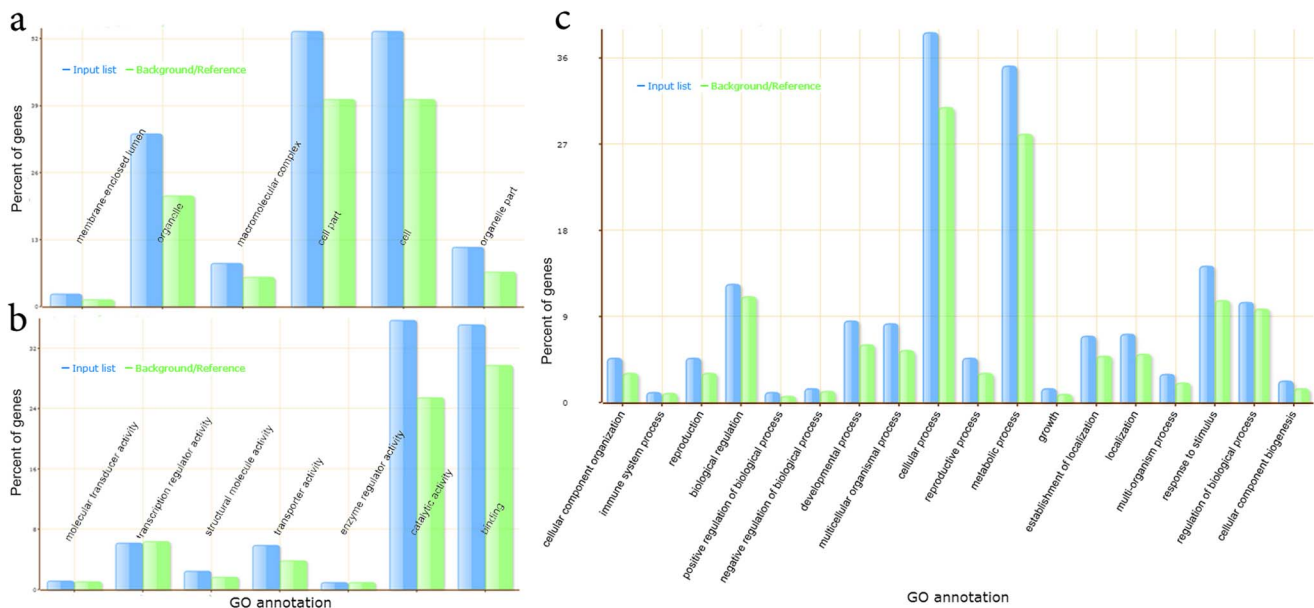 a
Percent of genes
52
39
26
13
0
Input list Background/Reference
membrane-enclosed lumen
organelle
macromolecular complex
cell part
cell
organelle part
b
Percent of genes
32
24
16
8
0
Input list Background/Reference
molecular transducer activity
transcription regulator activity
structural molecule activity
transporter activity
enzyme regulator activity
catalytic activity
binding
GO annotation
c
Percent of genes
36
27
18
9
0
Input list Background/Reference
cellular component organization
immune system process
reproduction
biological regulation
positive regulation of biological process
negative regulation of biological process
developmental process
multicellular organismal process
cellular process
reproductive process
metabolic process
growth
establishment of localization
localization
multi-organism process
response to stimulus
regulation of biological process
cellular component biogenesis
GO annotation